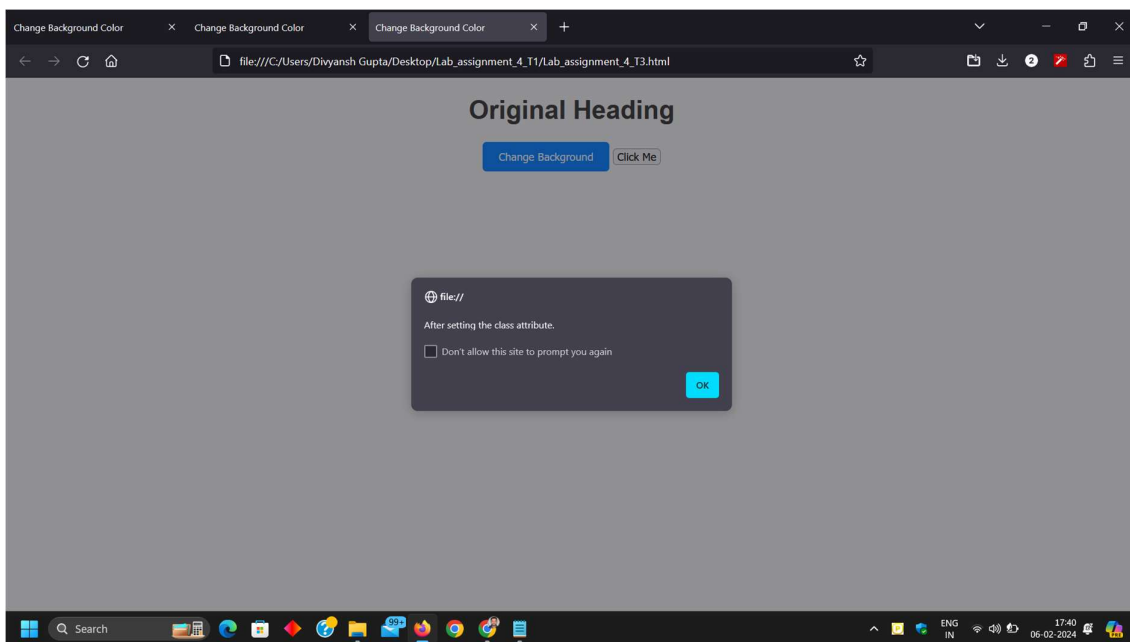 Change Background Color
Change Background Color
Change Background Color
file:///C:/Users/Divyansh Gupta/Desktop/Lab_assignment_4_T1/Lab_assignment_4_T3.html
2
Original Heading
Change Background Click Me
file://
After setting the class attribute.
Don't allow this site to prompt you again
OK
Search
99+
ENG
IN
17:40
06-02-2024